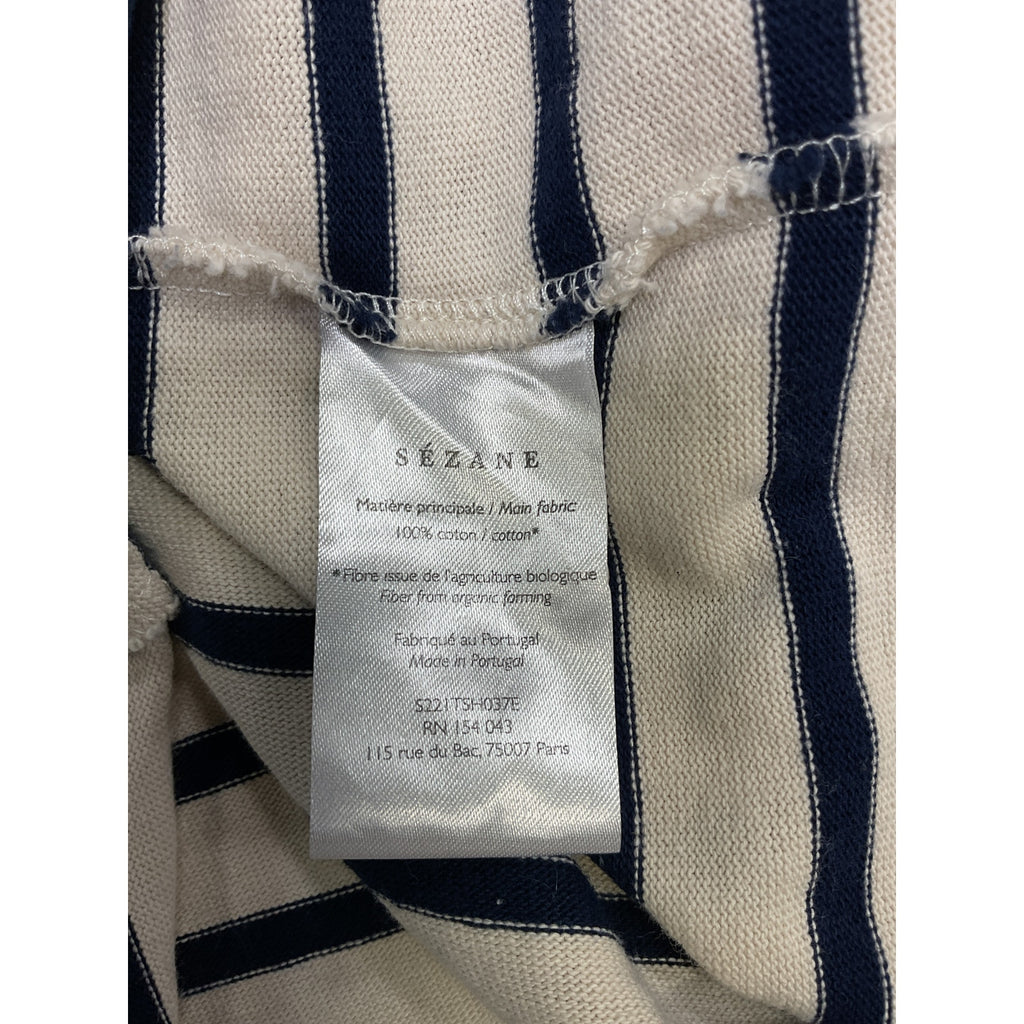 SÉZANE
Matière principale / Main fabric
100% coton / cotton*
*Fibre issue de l'agriculture biologique
Fiber from organic forming
Fabriqué au Portugal
Made in Portugal
S221TSH037E
RN 154 043
115 rue du Bac, 75007 Paris